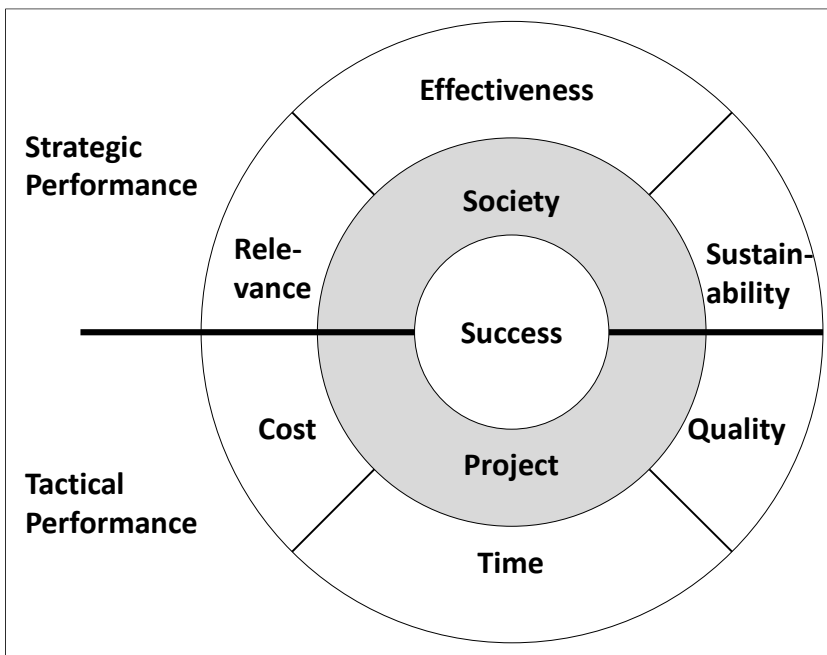 Effectiveness
Strategic
Performance
Society
Rele-
vance
Sustain-
ability
Success
Cost
Quality
Project
Tactical
Performance
Time